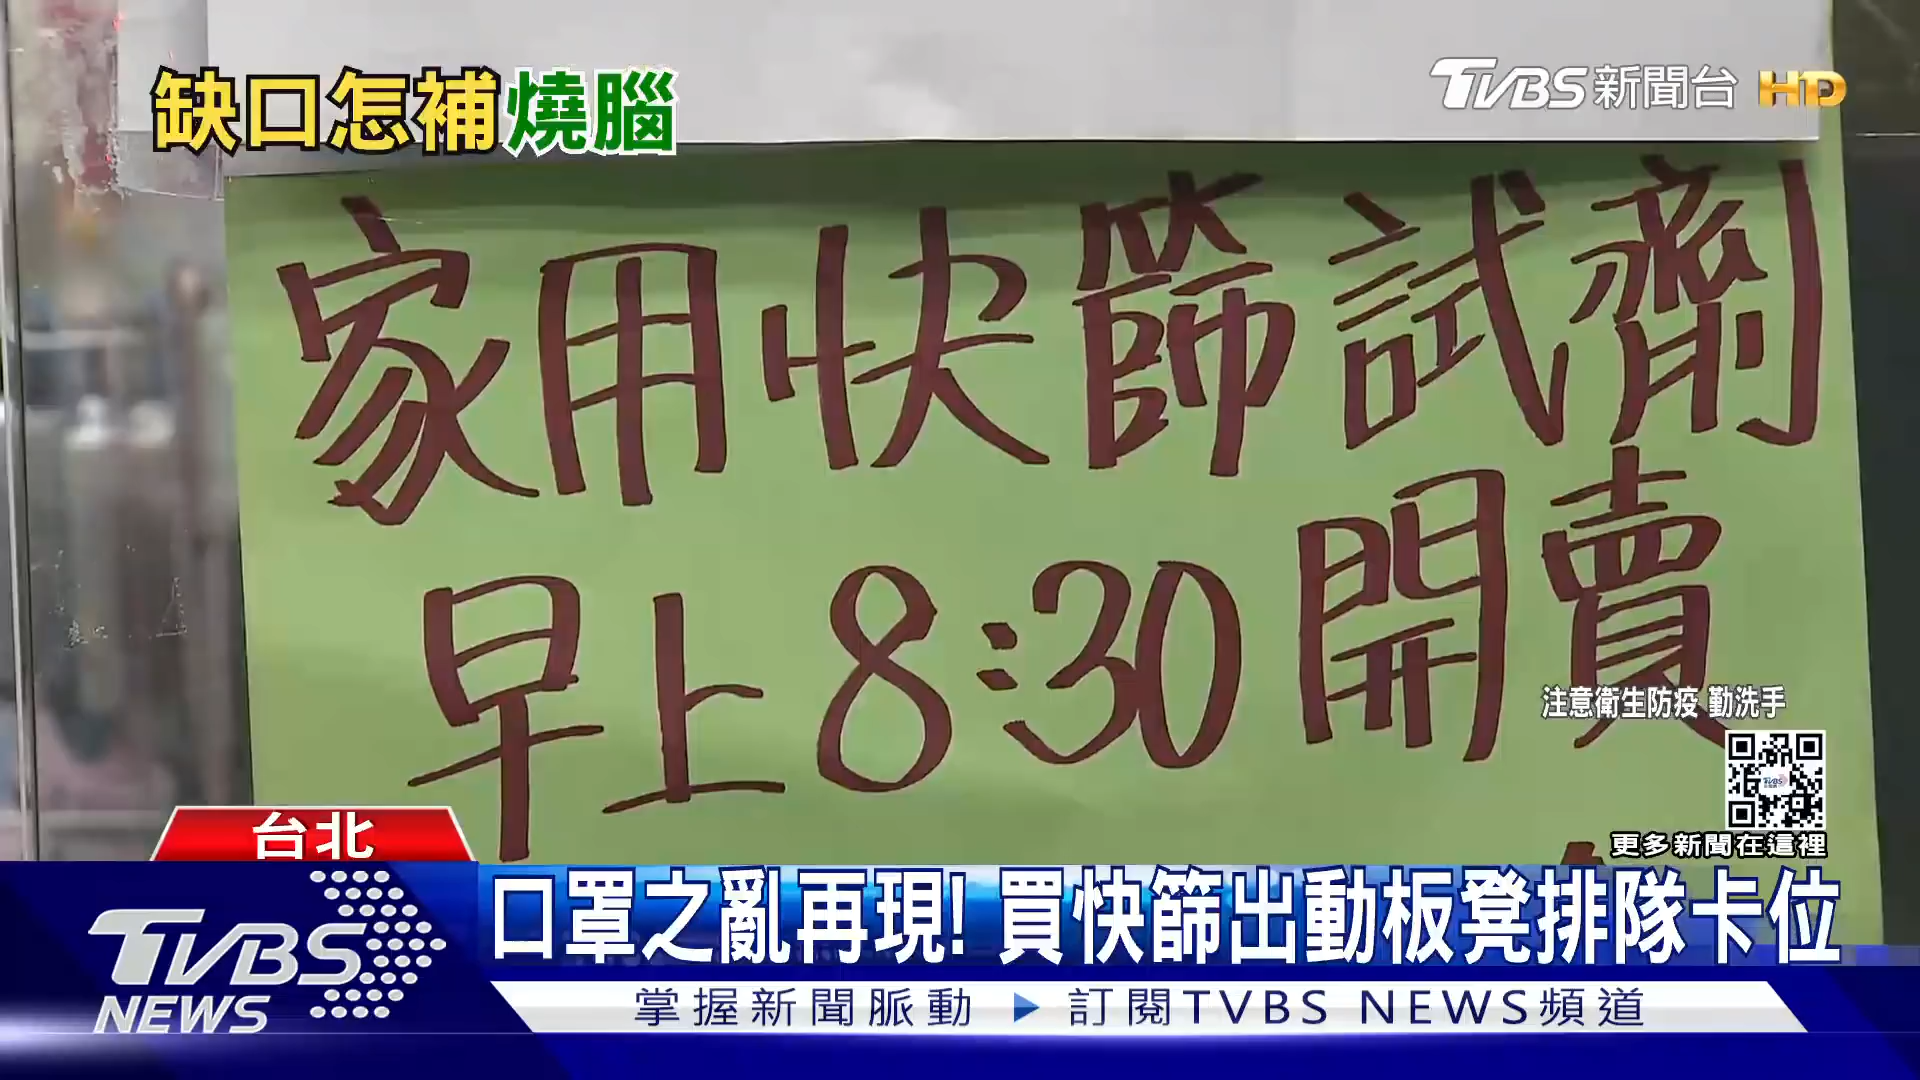 缺口怎補燒腦
TVBS新聞台 HD
家用快篩試劑
早上8:30開賣
注意衛生防疫 勤洗手
TVBS
更多新聞在這裡
台北
口罩之亂再現! 買快篩出動板凳排隊卡位
TVBS NEWS
掌握新聞脈動 ▶ 訂閱TVBS NEWS頻道